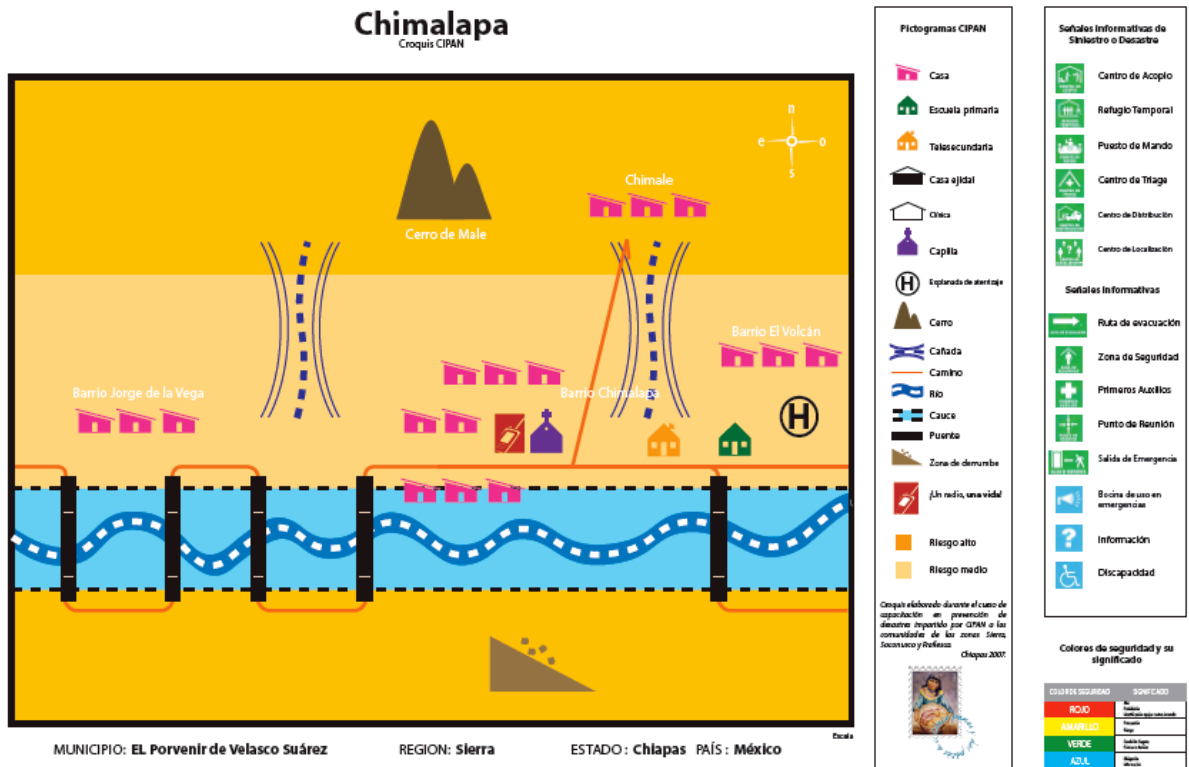 Chimalapa
Croquis CIPAN
n
e
o
s
Chimale
Cerro de Male
Barrio El Volcán
Barrio Jorge de la Vega
Barrio Chimalapa
H
Escala
MUNICIPIO: EL Porvenir de Velasco Suárez REGIÓN: Sierra ESTADO : Chiapas PAÍS : México
Pictogramas CIPAN
Casa
Escuela primaria
Telesecundaria
Casa ejidal
Clínica
Capilla
H
Esplanada de aterrizaje
Cerro
Cañada
Camino
Río
Cauce
Puente
Zona de derrumbe
¡Un radio, una vida!
Riesgo alto
Riesgo medio
Croquis elaborado durante el curso de
capacitación en prevención de
desastres impartido por CIPAN a las
comunidades de las zonas Sierra,
Soconusco y Frailesca.
Chiapas 2007.
Señales Informativas de
Siniestro o Desastre
Centro de Acopio
Refugio Temporal
Puesto de Mando
Centro de Triage
Centro de Distribución
Centro de Localización
Señales Informativas
Ruta de evacuación
Zona de Seguridad
Primeros Auxilios
Punto de Reunión
Salida de Emergencia
Bocina de uso en
emergencias
?
Información
Discapacidad
Colores de seguridad y su
significado
COLOR DE SEGURIDAD SIGNIFICADO
ROJO
AMARILLO
VERDE
AZUL